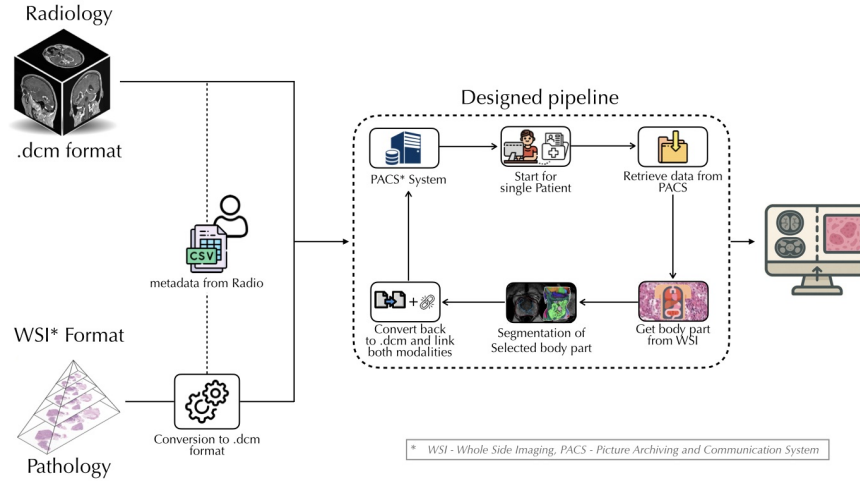 Radiology
.dcm format
CSV
metadata from Radio
WSI* Format
Pathology
Conversion to .dcm
format
Designed pipeline
PACS* System
Start for
single Patient
Retrieve data from
PACS
Get body part
from WSI
Segmentation of
Selected body part
Convert back
to .dcm and link
both modalities
* WSI - Whole Side Imaging, PACS - Picture Archiving and Communication System